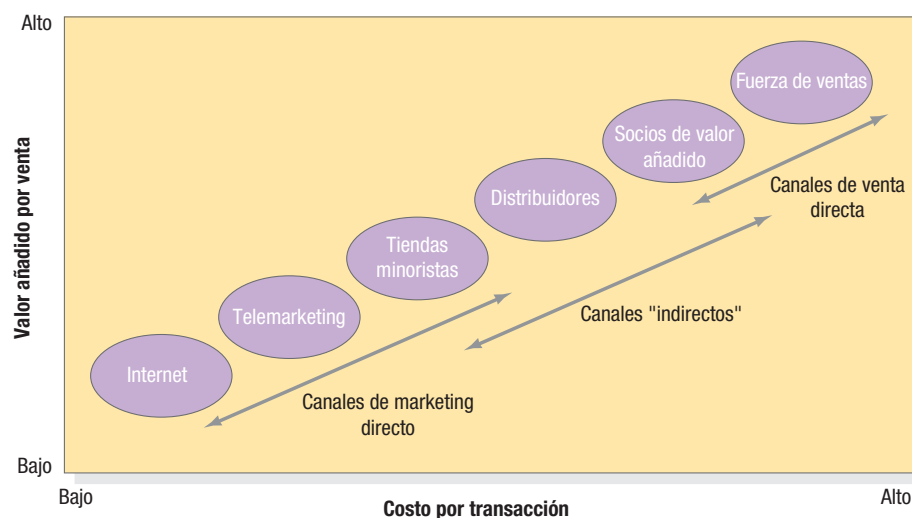 Alto
Fuerza de ventas
Socios de valor
añadido
Canales de venta
directa
Distribuidores
Tiendas
minoristas
Canales "indirectos"
Telemarketing
Internet
Canales de marketing
directo
Valor añadido por venta
Bajo
Bajo
Costo por transacción
Alto